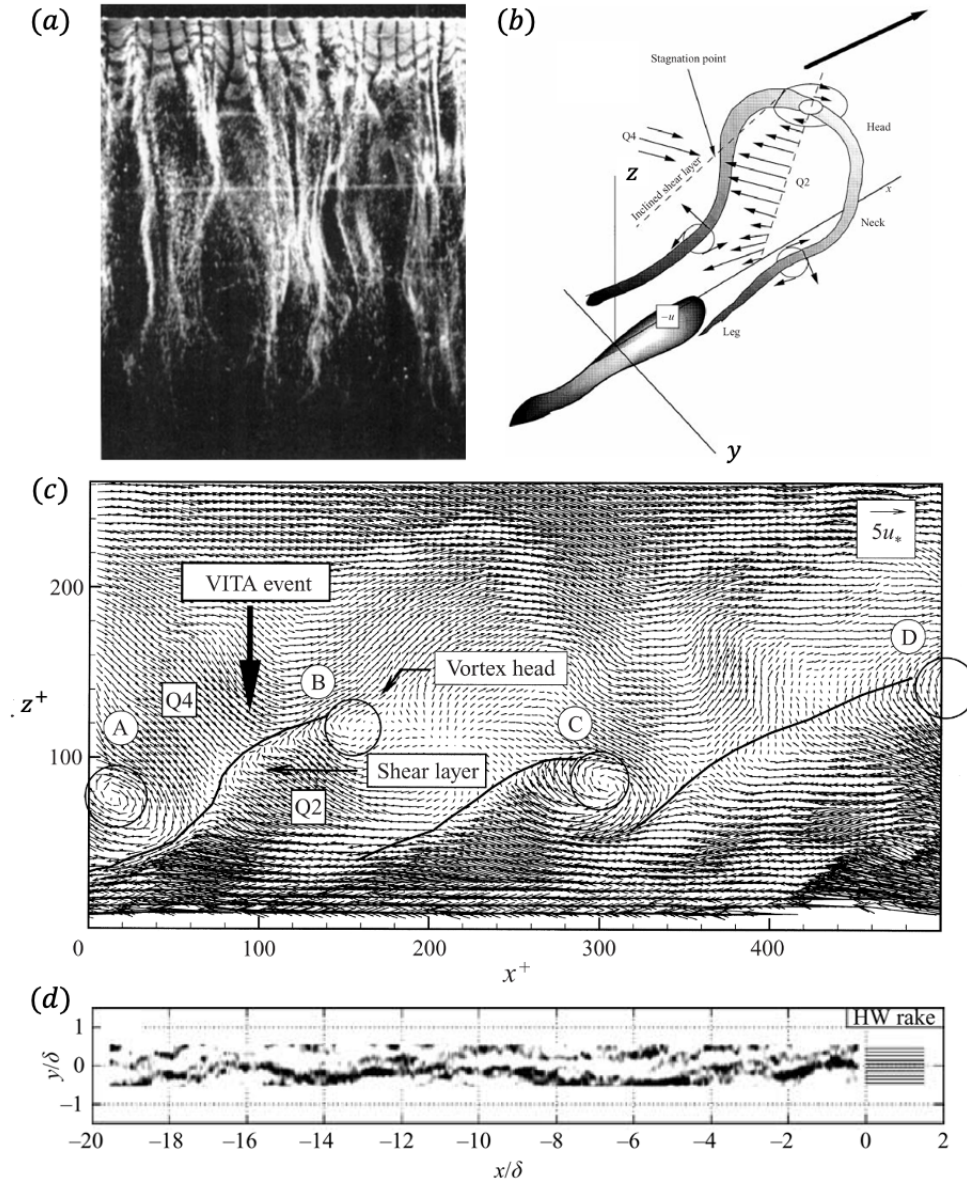 (a)
(b)
Stagnation point
Q4
Head
z
Inclined shear layer
Q2
x
Neck
−u
Leg
y
(c)
5u*
200
VITA event
D
B
Vortex head
Q4
z+
A
C
100
Shear layer
Q2
0
100
200
300
400
x+
(d)
HW rake
1
y/δ
0
−1
−20
−18
−16
−14
−12
−10
−8
−6
−4
−2
0
2
x/δ